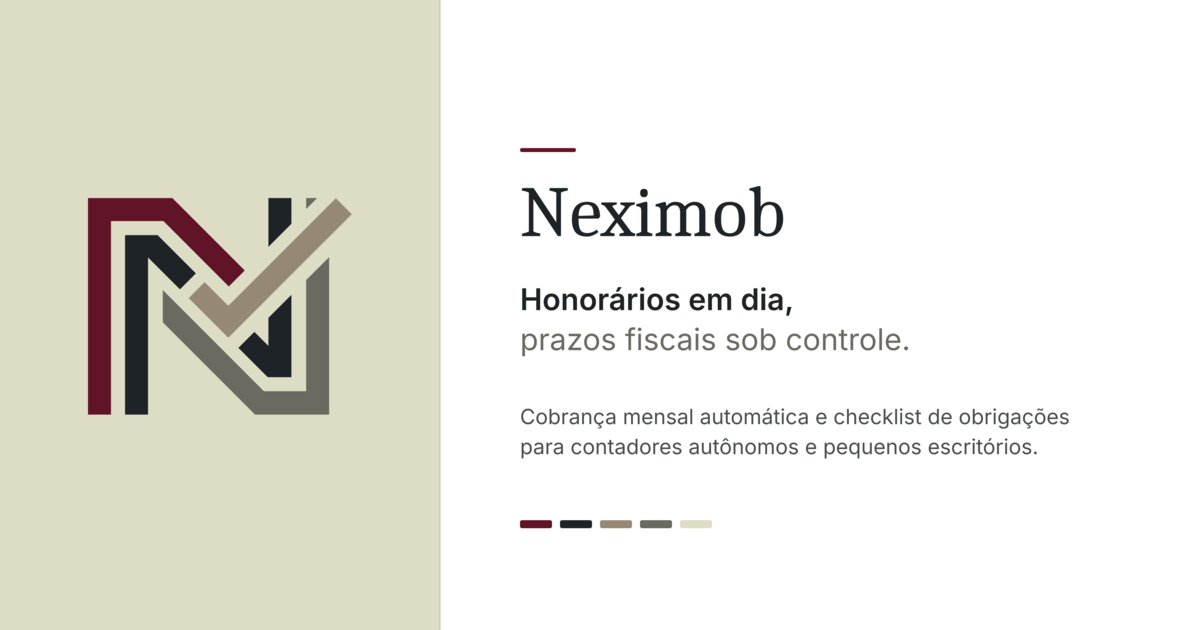 Neximob
Honorários em dia,
prazos fiscais sob controle.
Cobrança mensal automática e checklist de obrigações
para contadores autônomos e pequenos escritórios.